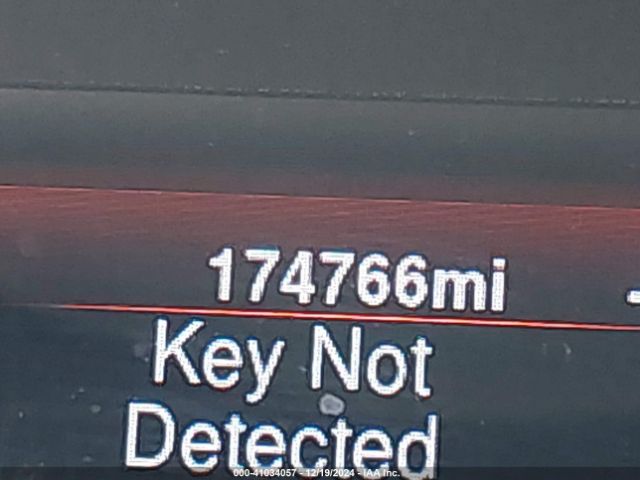 174766mi
Key Not
Detected
000-41034057 - 12/19/2024 - IAA Inc.